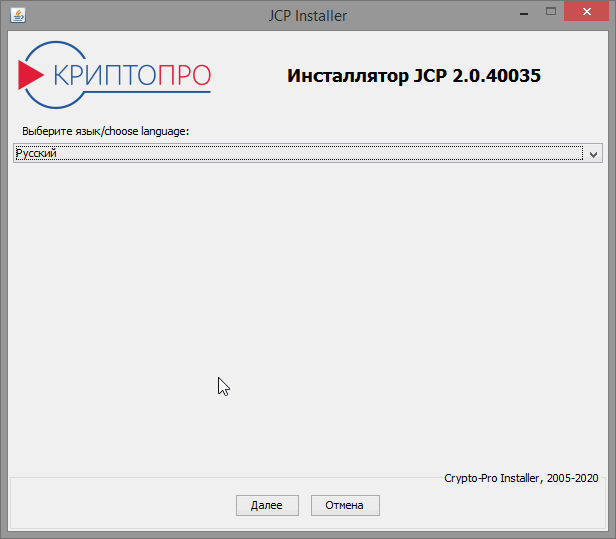 JCP Installer
КРИПТОПРО
Инсталлятор JCP 2.0.40035
Выберите язык/choose language:
Русский
Crypto-Pro Installer, 2005-2020
Далее
Отмена